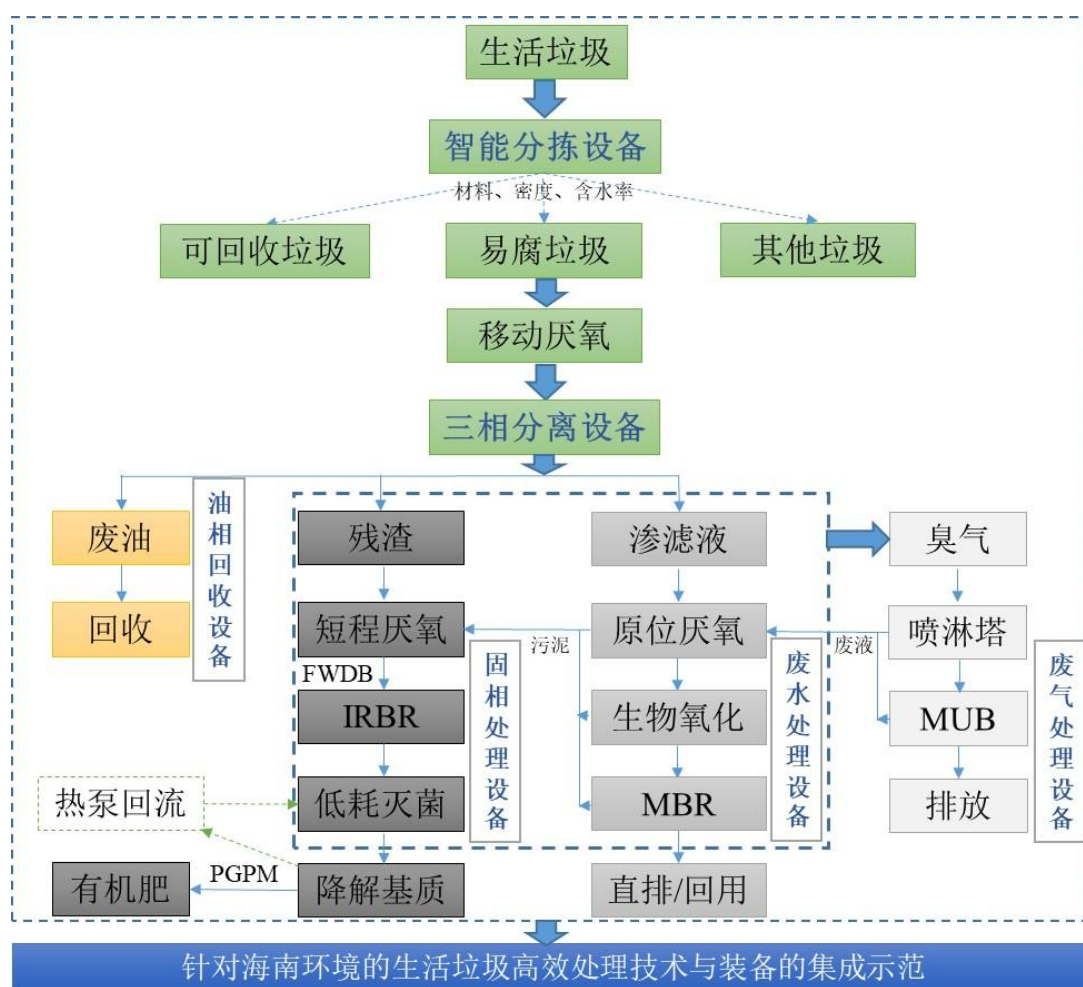 生活垃圾
智能分拣设备
材料、密度、含水率
可回收垃圾
易腐垃圾
其他垃圾
移动厌氧
三相分离设备
废油
回收
油相回收设备
残渣
短程厌氧
FWDB
IRBR
低耗灭菌
降解基质
固相处理设备
热泵回流
PGPM
有机肥
渗滤液
原位厌氧
污泥
生物氧化
MBR
直排/回用
废水处理设备
臭气
喷淋塔
废液
MUB
排放
废气处理设备
针对海南环境的生活垃圾高效处理技术与装备的集成示范